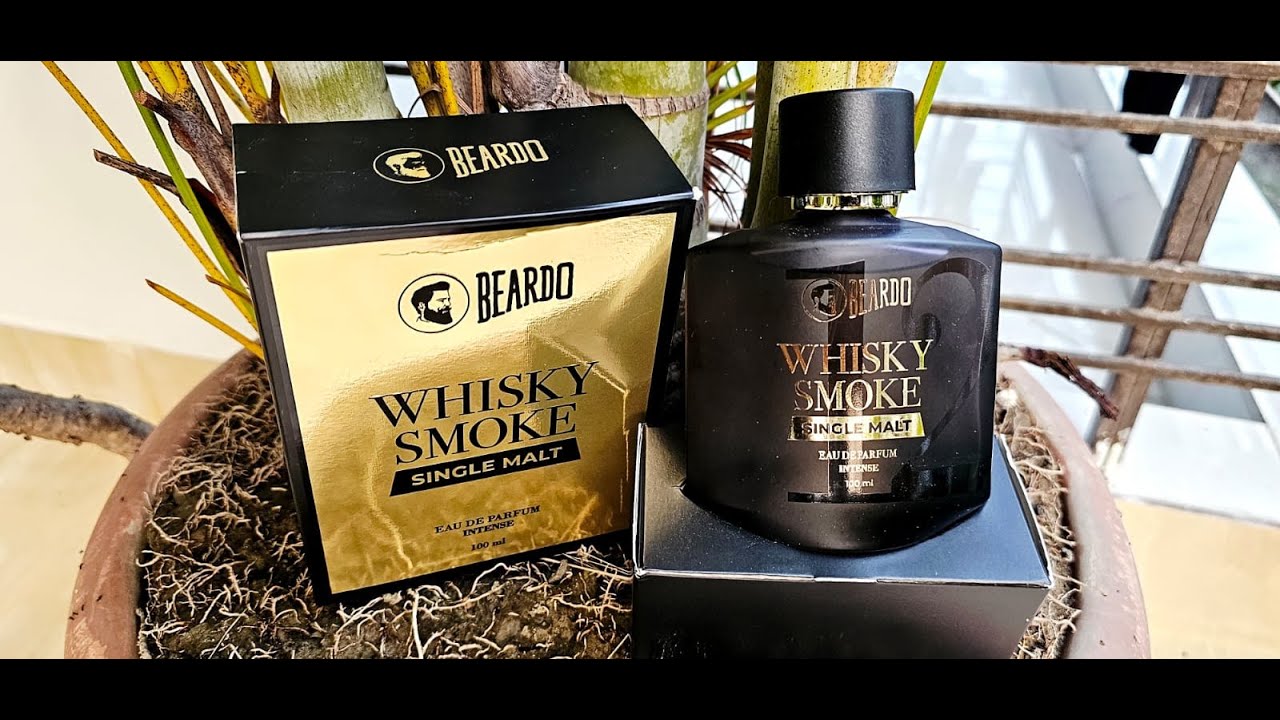 BEARDO
BEARDO
WHISKY
SMOKE
SINGLE MALT
EAU DE PARFUM
INTENSE
100 ml
BEARDO
WHISKY
SMOKE
SINGLE MALT
EAU DE PARFUM
INTENSE
100 ml
12